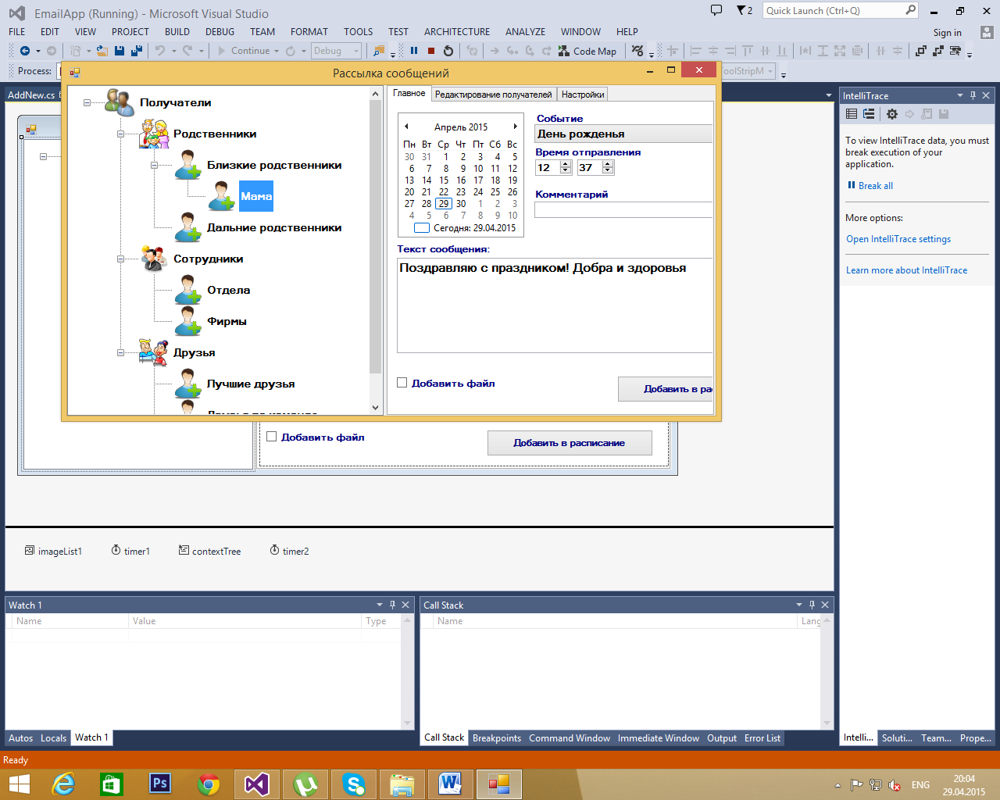 EmailApp (Running) - Microsoft Visual Studio
2
Quick Launch (Ctrl+Q)
FILE EDIT VIEW PROJECT BUILD DEBUG TEAM FORMAT TOOLS TEST ARCHITECTURE ANALYZE WINDOW HELP
Sign in
Continue
Debug
Code Map
Process:
Рассылка сообщений
ToolStripM
AddNew.cs
Получатели
Родственники
Близкие родственники
Мама
Дальние родственники
Сотрудники
Отдела
Фирмы
Друзья
Лучшие друзья
Главное
Редактирование получателей
Настройки
Апрель 2015
Пн Вт Ср Чт Пт Сб Вс
30 31 1 2 3 4 5
6 7 8 9 10 11 12
13 14 15 16 17 18 19
20 21 22 23 24 25 26
27 28 29 30 1 2 3
4 5 6 7 8 9 10
Сегодня: 29.04.2015
Событие
День рожденья
Время отправления
12 37
Комментарий
Текст сообщения:
Поздравляю с праздником! Добра и здоровья
Добавить файл
Добавить в рас
Добавить файл
Добавить в расписание
imageList1
timer1
contextTree
timer2
IntelliTrace
To view IntelliTrace data, you must
break execution of your
application.
Break all
More options:
Open IntelliTrace settings
Learn more about IntelliTrace
Watch 1
Name Value Type
Autos Locals Watch 1
Call Stack
Name Lang
Call Stack Breakpoints Command Window Immediate Window Output Error List
Intelli... Soluti... Team... Prope...
Ready
Ps
ENG
20:04
29.04.2015